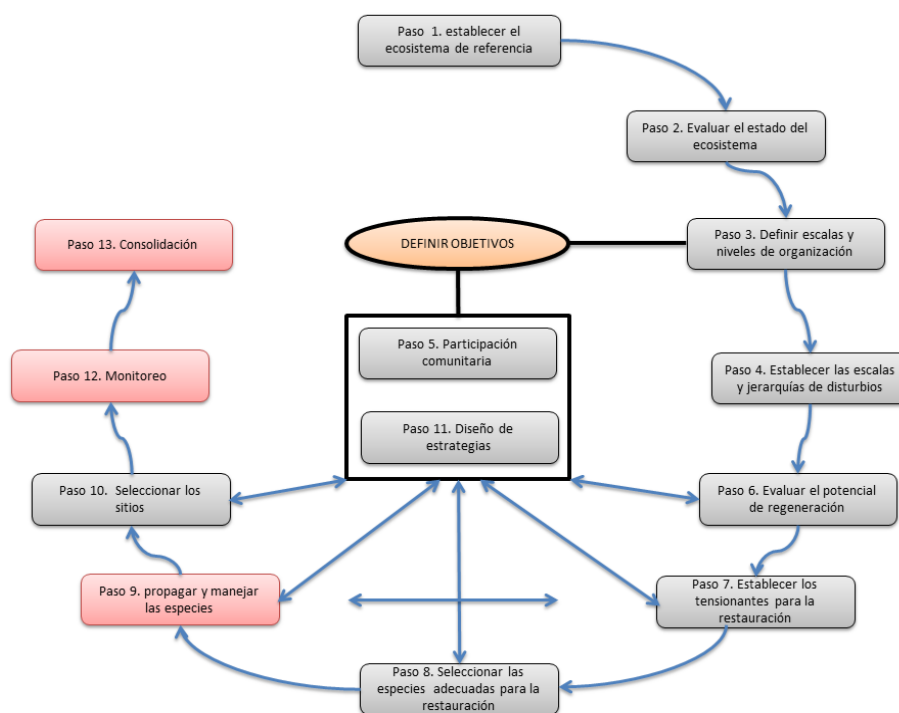 Paso 1. establecer el
ecosistema de referencia
Paso 2. Evaluar el estado del
ecosistema
Paso 3. Definir escalas y
niveles de organización
DEFINIR OBJETIVOS
Paso 13. Consolidación
Paso 5. Participación
comunitaria
Paso 4. Establecer las escalas
y jerarquías de disturbios
Paso 12. Monitoreo
Paso 11. Diseño de
estrategias
Paso 10. Seleccionar los
sitios
Paso 6. Evaluar el potencial
de regeneración
Paso 9. propagar y manejar
las especies
Paso 7. Establecer los
tensionantes para la
restauración
Paso 8. Seleccionar las
especies adecuadas para la
restauración